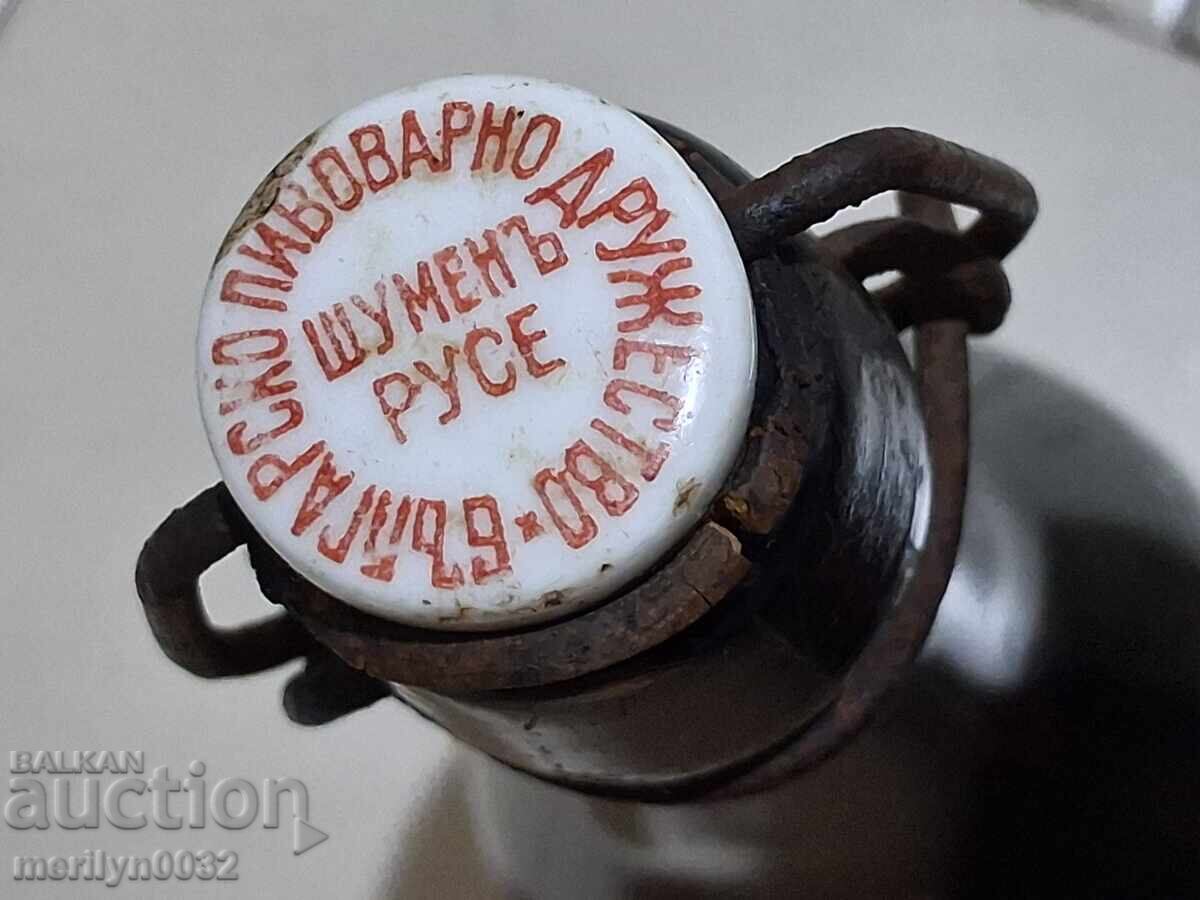 БЪЛГАРСКО ПИВОВАРНО ДРУЖЕСТВО *
ШУМЕНЪ
РУСЕ
BALKAN
auction
merilyn0032